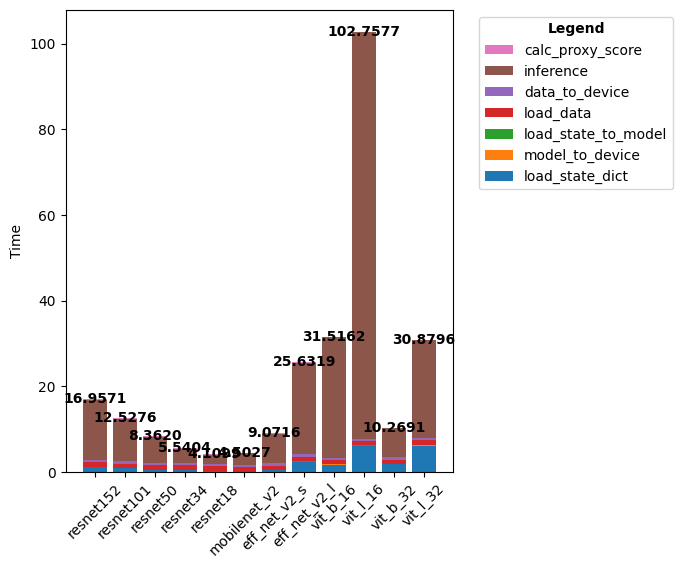 Time
100
80
60
40
20
0
16.9571
12.5276
8.3620
5.5404
9.0716
25.6319
31.5162
102.7577
10.2691
30.8796
resnet152
resnet101
resnet50
resnet34
resnet18
mobilenet_v2
eff_net_v2_s
eff_net_v2_l
vit_b_16
vit_l_16
vit_b_32
vit_l_32
Legend
calc_proxy_score
inference
data_to_device
load_data
load_state_to_model
model_to_device
load_state_dict